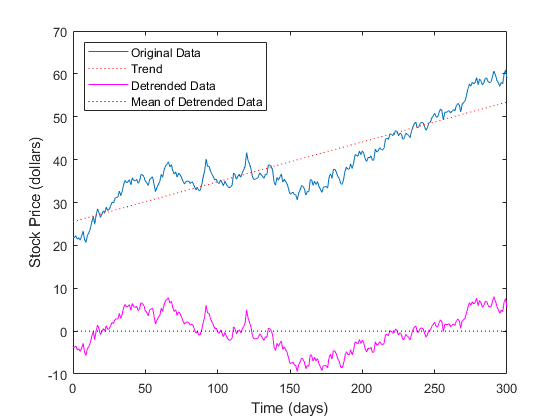 70
60
50
40
30
20
10
0
-10
Stock Price (dollars)
Original Data
Trend
Detrended Data
Mean of Detrended Data
0 50 100 150 200 250 300
Time (days)